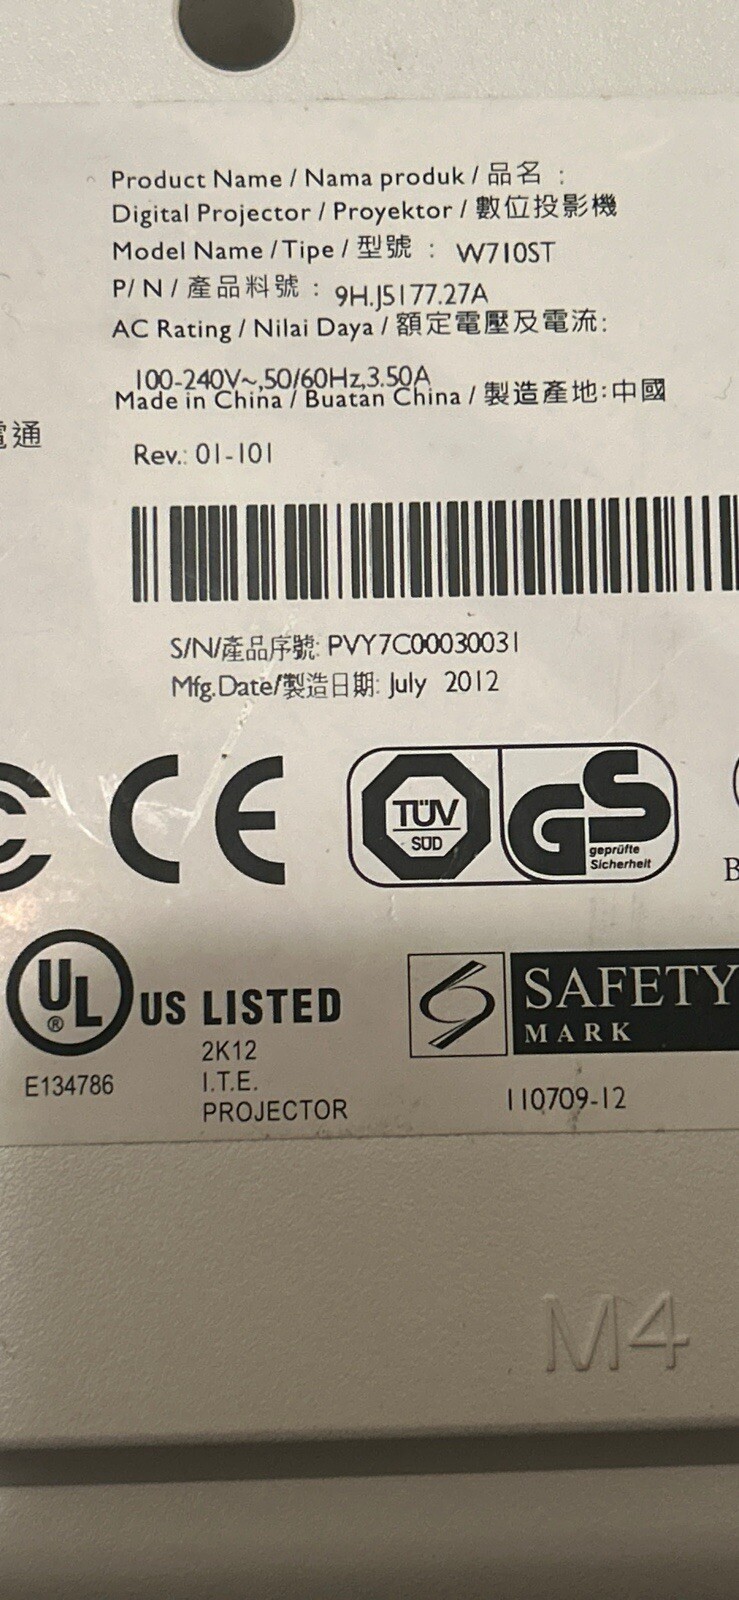 Product Name / Nama produk / 品名 :
Digital Projector / Proyektor / 數位投影機
Model Name / Tipe / 型號 : W710ST
P/ N / 產品料號 : 9H.J5177.27A
AC Rating / Nilai Daya / 額定電壓及電流:
100-240V~,50/60Hz,3.50A
Made in China / Buatan China / 製造產地:中國
電通
Rev.: 01-101
S/N/產品序號: PVY7C00030031
Mfg.Date/製造日期: July 2012
CE
TÜV
SÜD
GS
geprüfte
Sicherheit
B
UL
®
US LISTED
2K12
I.T.E.
PROJECTOR
E134786
SAFETY
MARK
110709-12
M4